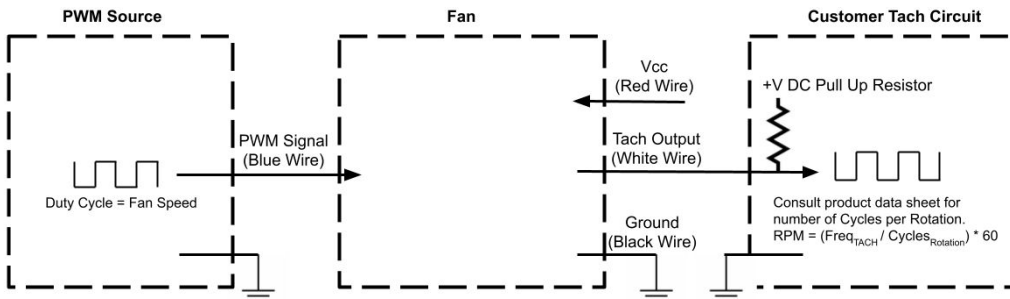 PWM Source
Fan
Customer Tach Circuit
Vcc
(Red Wire)
+V DC Pull Up Resistor
PWM Signal
(Blue Wire)
Tach Output
(White Wire)
Duty Cycle = Fan Speed
Consult product data sheet for
number of Cycles per Rotation.
RPM = (FreqTACH / CyclesRotation) * 60
Ground
(Black Wire)